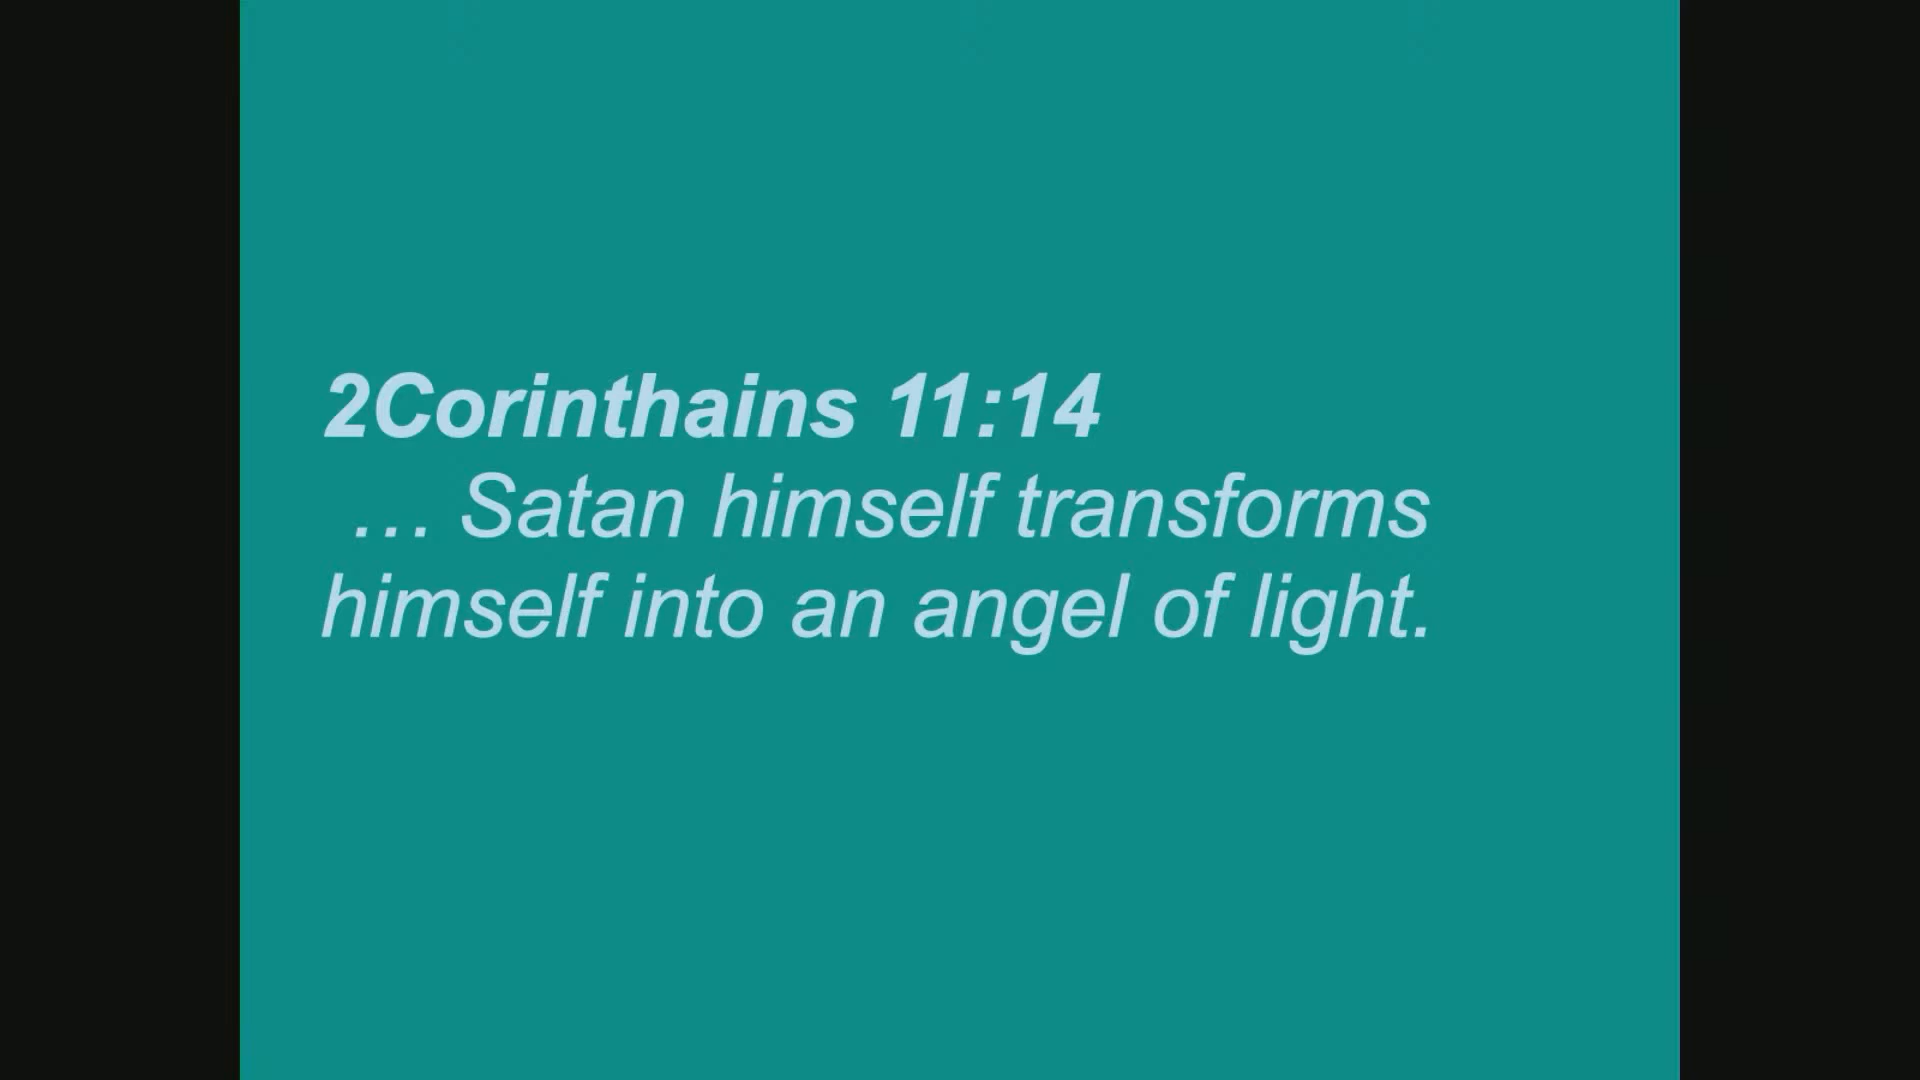 2Corinthains 11:14
… Satan himself transforms
himself into an angel of light.